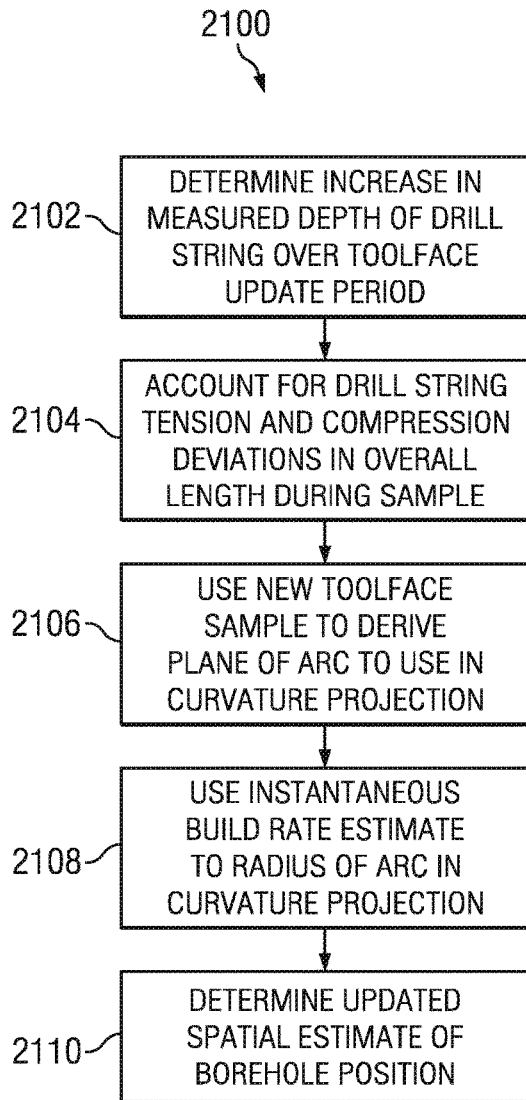 2100
2102
DETERMINE INCREASE IN
MEASURED DEPTH OF DRILL
STRING OVER TOOLFACE
UPDATE PERIOD
2104
ACCOUNT FOR DRILL STRING
TENSION AND COMPRESSION
DEVIATIONS IN OVERALL
LENGTH DURING SAMPLE
2106
USE NEW TOOLFACE
SAMPLE TO DERIVE
PLANE OF ARC TO USE IN
CURVATURE PROJECTION
2108
USE INSTANTANEOUS
BUILD RATE ESTIMATE
TO RADIUS OF ARC IN
CURVATURE PROJECTION
2110
DETERMINE UPDATED
SPATIAL ESTIMATE OF
BOREHOLE POSITION